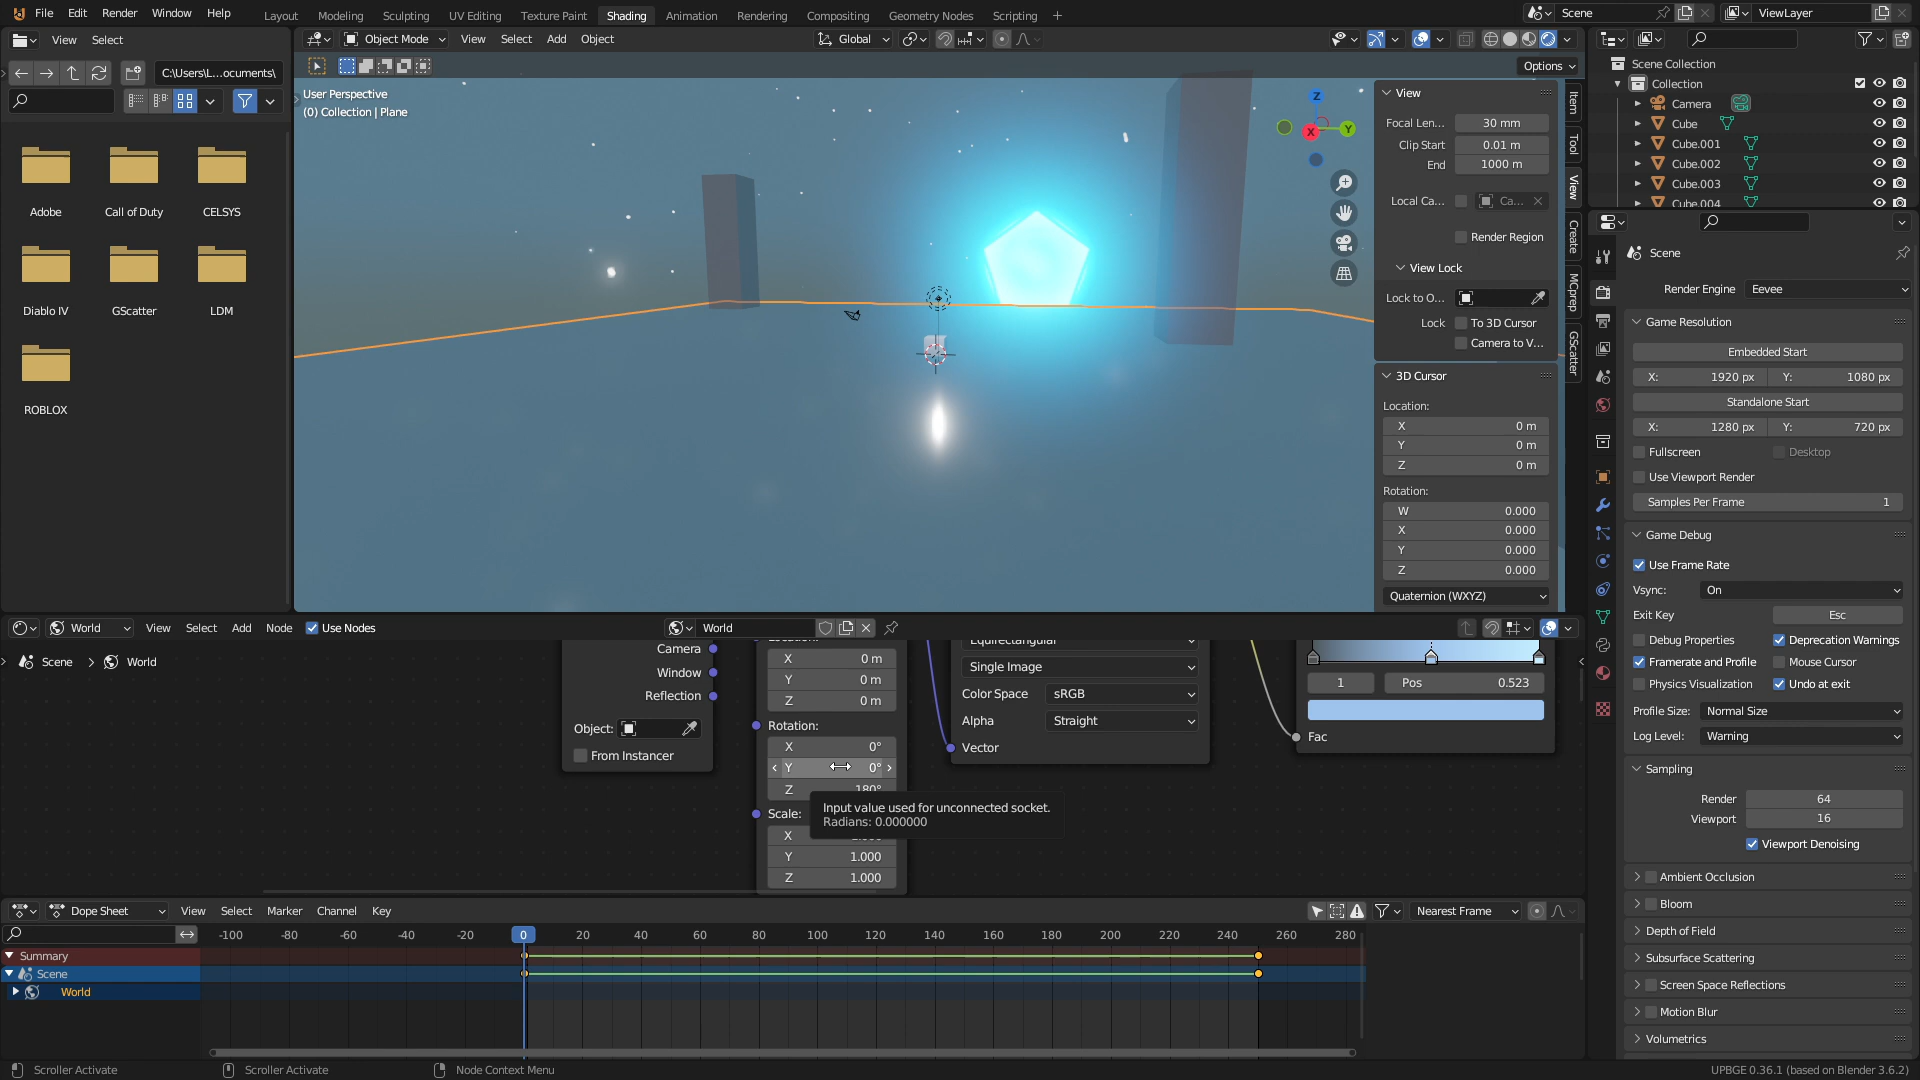 File Edit Render Window Help Layout Modeling Sculpting UV Editing Texture Paint Shading Animation Rendering Compositing Geometry Nodes Scripting + Scene ViewLayer
View Select Object Mode View Select Add Object Global
C:\Users\L...ocuments\ Options
Adobe Call of Duty CELSYS
Diablo IV GScatter LDM
ROBLOX
User Perspective
(0) Collection | Plane
Z
Y
X
View
Focal Len... 30 mm
Clip Start 0.01 m
End 1000 m
Local Ca... Ca...
Render Region
View Lock
Lock to O...
Lock To 3D Cursor
Camera to V...
3D Cursor
Location:
X 0 m
Y 0 m
Z 0 m
Rotation:
W 0.000
X 0.000
Y 0.000
Z 0.000
Quaternion (WXYZ)
Item
Tool
View
Create
MCprep
GScatter
Scene Collection
Collection
Camera
Cube
Cube.001
Cube.002
Cube.003
Cube.004
Scene
Render Engine Eevee
Game Resolution
Embedded Start
X: 1920 px Y: 1080 px
Standalone Start
X: 1280 px Y: 720 px
Fullscreen Desktop
Use Viewport Render
Samples Per Frame 1
Game Debug
Use Frame Rate
Vsync: On
Exit Key Esc
Debug Properties Deprecation Warnings
Framerate and Profile Mouse Cursor
Physics Visualization Undo at exit
Profile Size: Normal Size
Log Level: Warning
Sampling
Render 64
Viewport 16
Viewport Denoising
Ambient Occlusion
Bloom
Depth of Field
Subsurface Scattering
Screen Space Reflections
Motion Blur
Volumetrics
World View Select Add Node Use Nodes World
Scene World
Camera
Window
Reflection
Object:
From Instancer
X 0 m
Y 0 m
Z 0 m
Rotation:
X 0°
Y 0°
Z 180°
Scale:
X
Y 1.000
Z 1.000
Input value used for unconnected socket.
Radians: 0.000000
Equirectangular
Single Image
Color Space sRGB
Alpha Straight
Vector
1 Pos 0.523
Fac
Dope Sheet View Select Marker Channel Key Nearest Frame
-100 -80 -60 -40 -20 0 20 40 60 80 100 120 140 160 180 200 220 240 260 280
Summary
Scene
World
Scroller Activate Scroller Activate Node Context Menu UPBGE 0.36.1 (based on Blender 3.6.2)